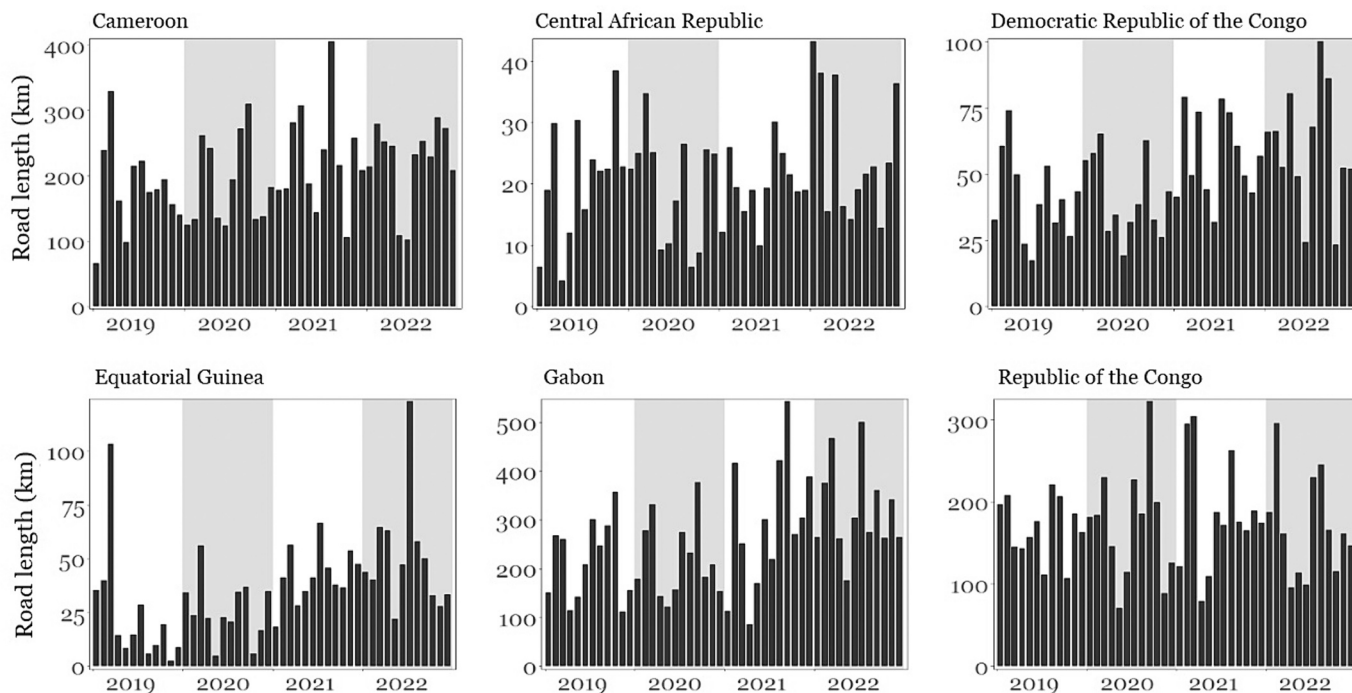 Cameroon
Central African Republic
Democratic Republic of the Congo
Road length (km)
400
300
200
100
0
2019 2020 2021 2022
40
30
20
10
0
2019 2020 2021 2022
100
75
50
25
0
2019 2020 2021 2022
Equatorial Guinea
Gabon
Republic of the Congo
Road length (km)
100
75
50
25
0
2019 2020 2021 2022
500
400
300
200
100
0
2019 2020 2021 2022
300
200
100
0
2019 2020 2021 2022